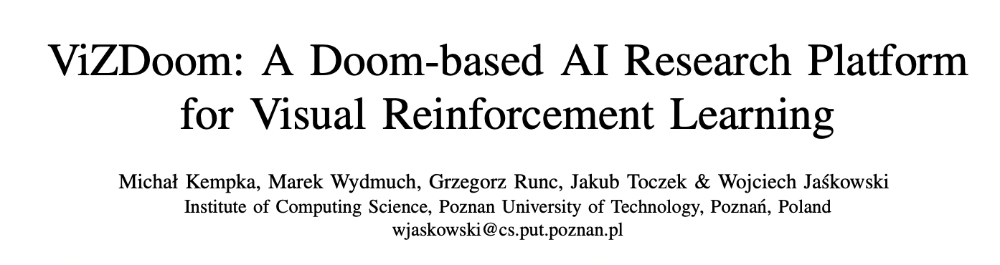 ViZDoom: A Doom-based AI Research Platform
for Visual Reinforcement Learning
Michał Kempka, Marek Wydmuch, Grzegorz Runc, Jakub Toczek & Wojciech Jaśkowski
Institute of Computing Science, Poznan University of Technology, Poznań, Poland
wjaskowski@cs.put.poznan.pl